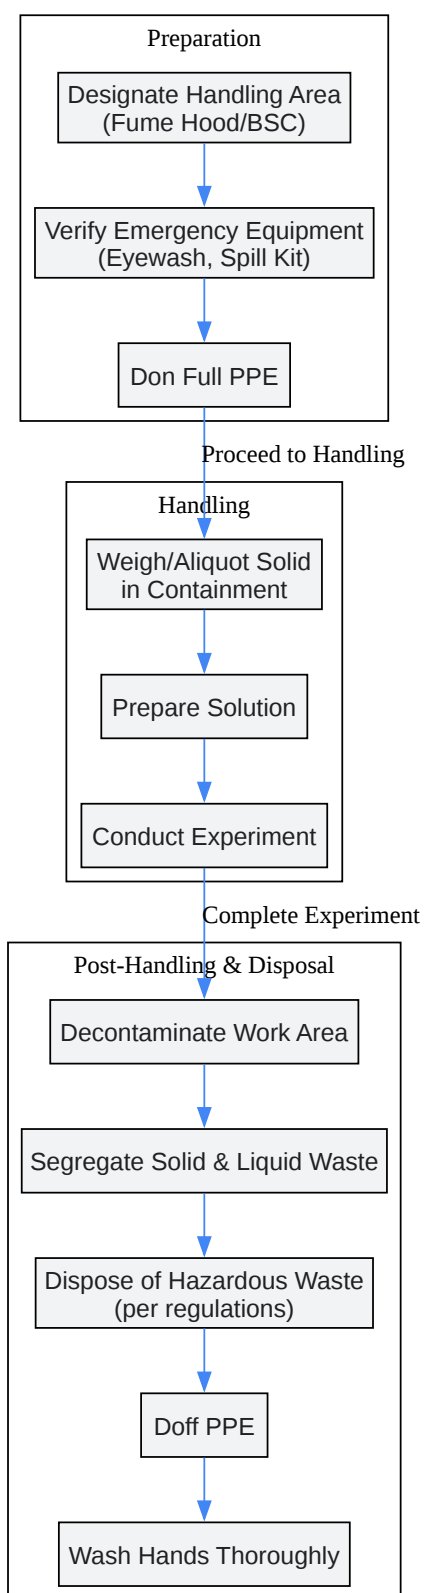 Preparation
Designate Handling Area
(Fume Hood/BSC)
Verify Emergency Equipment
(Eyewash, Spill Kit)
Don Full PPE
Proceed to Handling
Handling
Weigh/Aliquot Solid
in Containment
Prepare Solution
Conduct Experiment
Complete Experiment
Post-Handling & Disposal
Decontaminate Work Area
Segregate Solid & Liquid Waste
Dispose of Hazardous Waste
(per regulations)
Doff PPE
Wash Hands Thoroughly